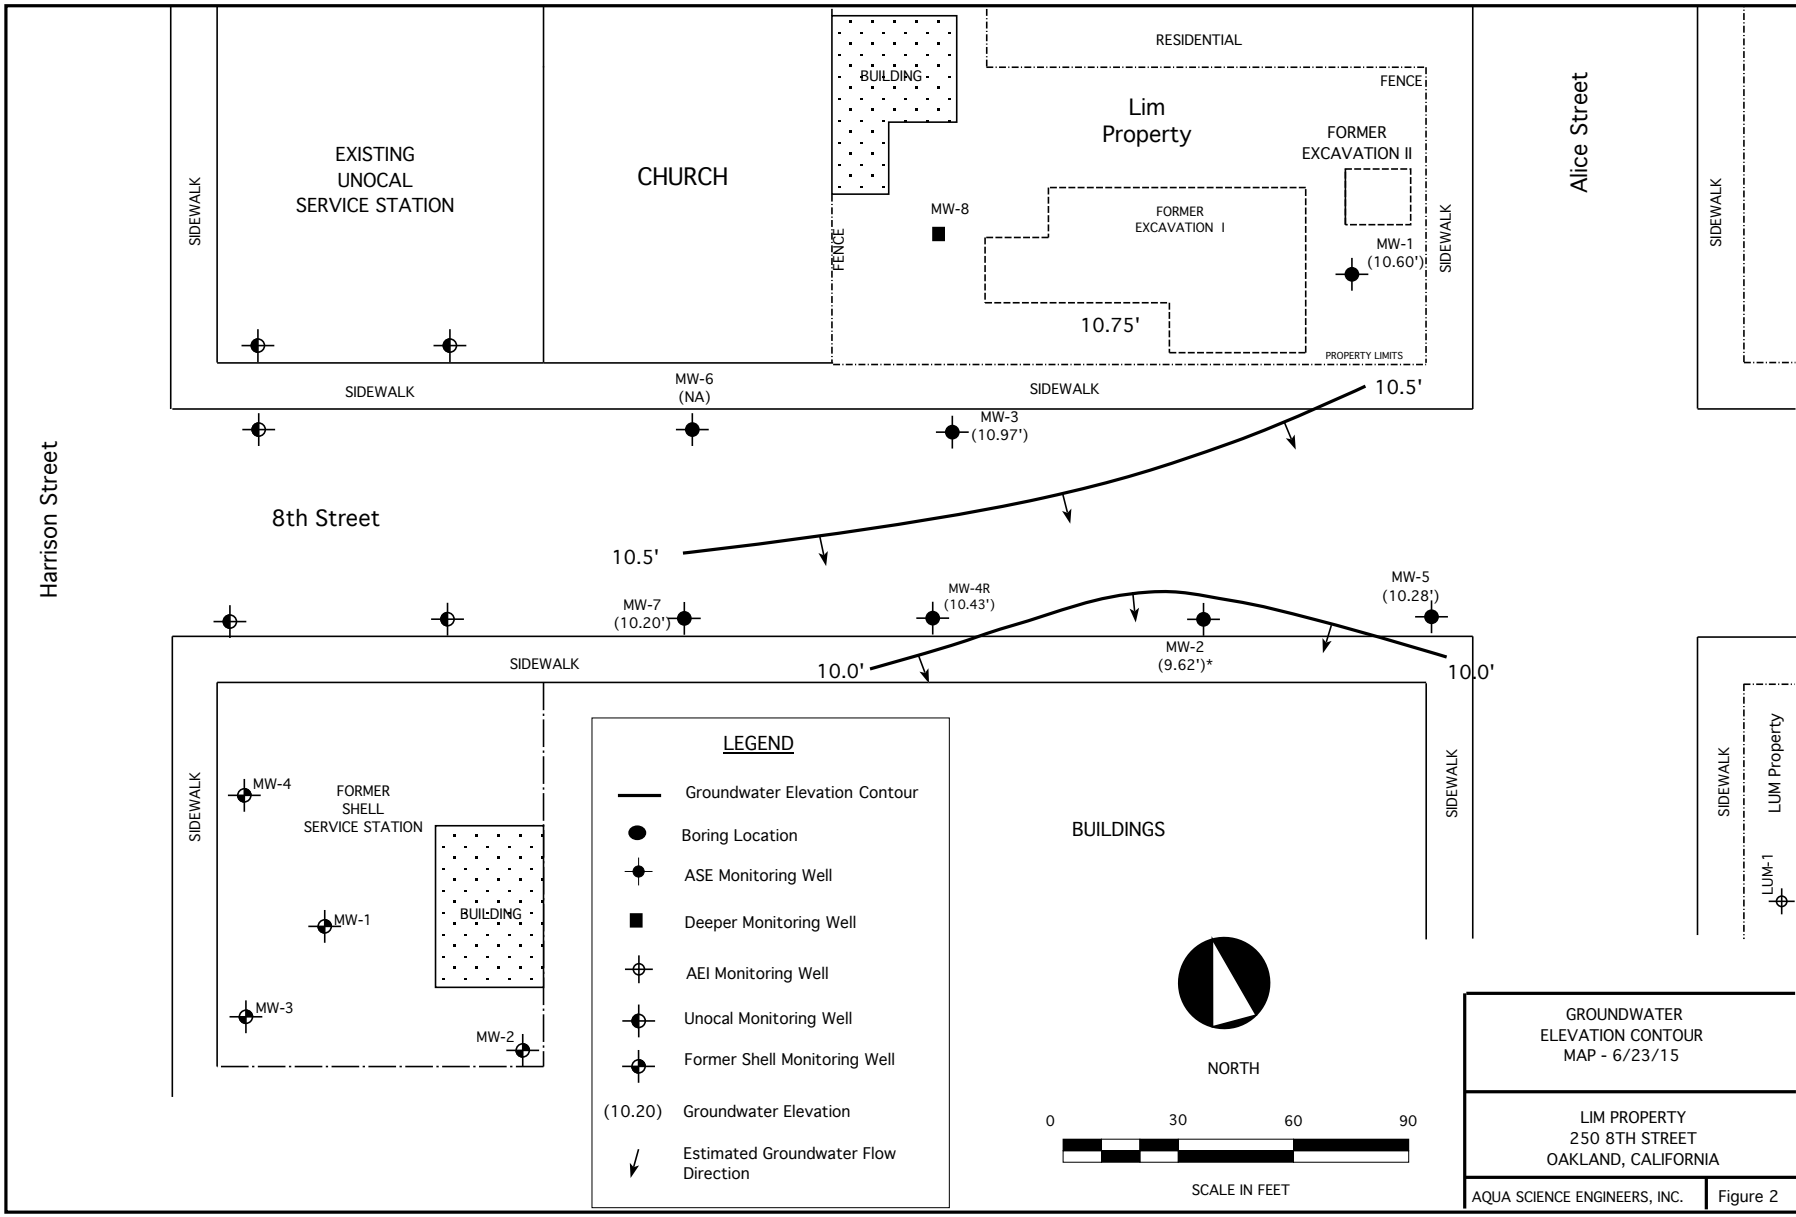 RESIDENTIAL
FENCE
BUILDING
Lim
Property
FORMER
EXCAVATION II
Alice Street
EXISTING
UNOCAL
SERVICE STATION
CHURCH
SIDEWALK
MW-8
FORMER
EXCAVATION I
FENCE
MW-1
(10.60')
SIDEWALK
SIDEWALK
10.75'
PROPERTY LIMITS
SIDEWALK
MW-6
(NA)
SIDEWALK
10.5'
MW-3
(10.97')
Harrison Street
8th Street
10.5'
MW-7
(10.20')
MW-4R
(10.43')
MW-5
(10.28')
MW-2
(9.62')*
SIDEWALK
10.0'
10.0'
LEGEND
Groundwater Elevation Contour
Boring Location
ASE Monitoring Well
Deeper Monitoring Well
AEI Monitoring Well
Unocal Monitoring Well
Former Shell Monitoring Well
(10.20) Groundwater Elevation
Estimated Groundwater Flow
Direction
SIDEWALK
MW-4
FORMER
SHELL
SERVICE STATION
BUILDING
MW-1
MW-3
MW-2
BUILDINGS
SIDEWALK
SIDEWALK
LUM Property
LUM-1
NORTH
0 30 60 90
SCALE IN FEET
GROUNDWATER
ELEVATION CONTOUR
MAP - 6/23/15
LIM PROPERTY
250 8TH STREET
OAKLAND, CALIFORNIA
AQUA SCIENCE ENGINEERS, INC.
Figure 2